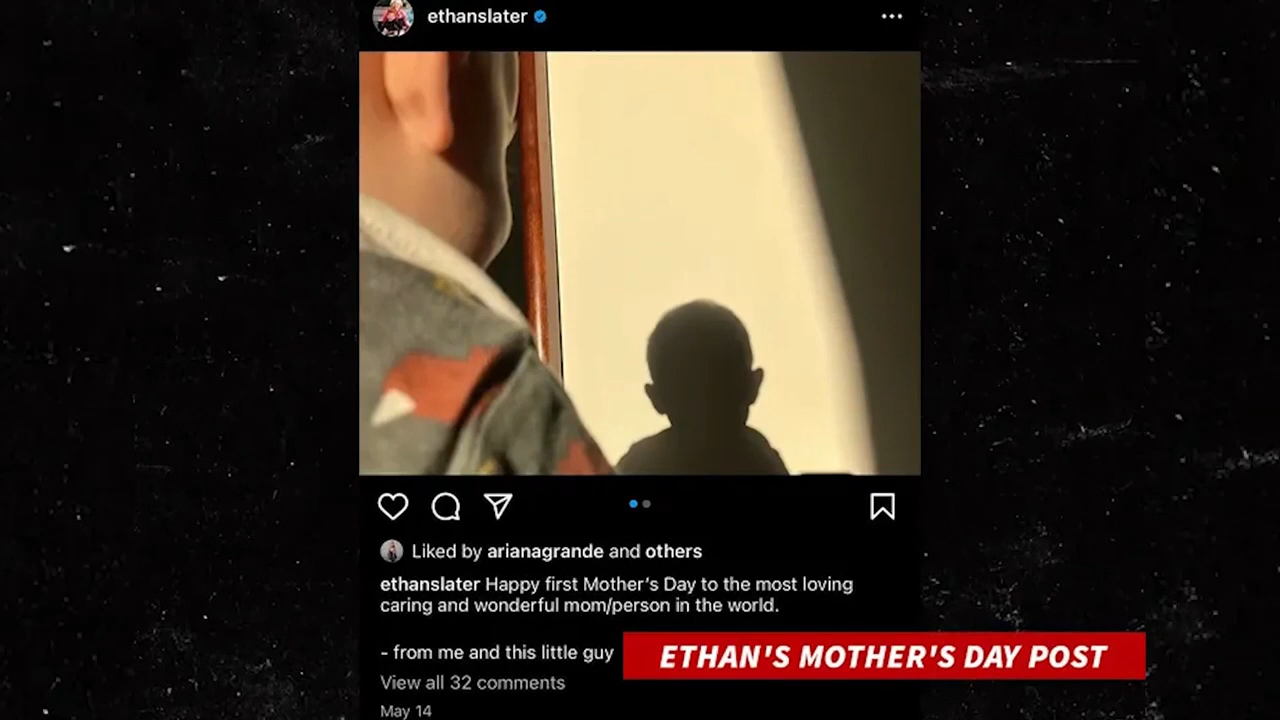 ethanslater
Liked by arianagrande and others
ethanslater Happy first Mother's Day to the most loving
caring and wonderful mom/person in the world.
- from me and this little guy
ETHAN'S MOTHER'S DAY POST
View all 32 comments
May 14